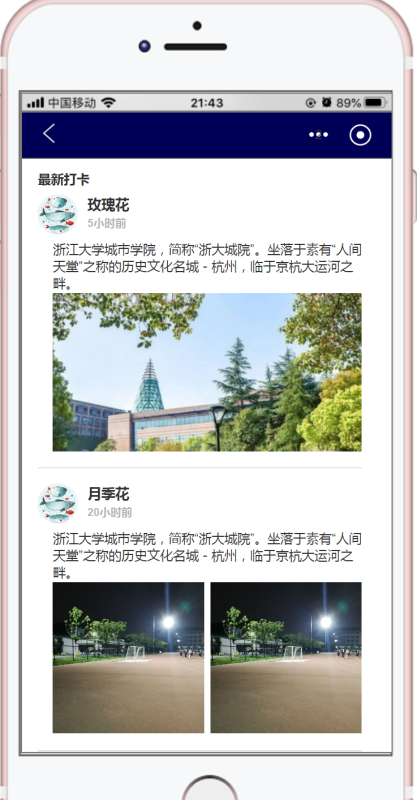 中国移动 21:43 89%
最新打卡
玫瑰花
5小时前
浙江大学城市学院，简称“浙大城院”。坐落于素有“人间
天堂”之称的历史文化名城 - 杭州，临于京杭大运河之
畔。
月季花
20小时前
浙江大学城市学院，简称“浙大城院”。坐落于素有“人间
天堂”之称的历史文化名城 - 杭州，临于京杭大运河之
畔。